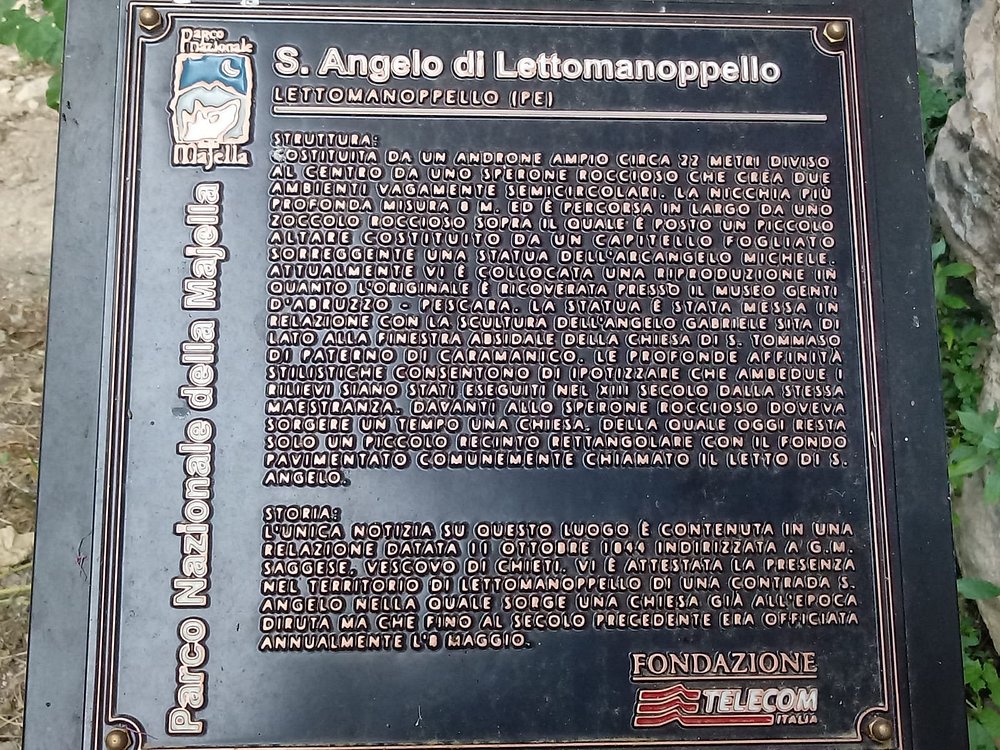 Parco
Nazionale
Majella
Parco Nazionale della Majella
S. Angelo di Lettomanoppello
LETTOMANOPPELLO (PE)
STRUTTURA:
COSTITUITA DA UN ANDRONE AMPIO CIRCA 22 METRI DIVISO
AL CENTRO DA UNO SPERONE ROCCIOSO CHE CREA DUE
AMBIENTI VAGAMENTE SEMICIRCOLARI. LA NICCHIA PIÙ
PROFONDA MISURA 8 M. ED È PERCORSA IN LARGO DA UNO
ZOCCOLO ROCCIOSO SOPRA IL QUALE È POSTO UN PICCOLO
ALTARE COSTITUITO DA UN CAPITELLO FOGLIATO
SORREGGENTE UNA STATUA DELL'ARCANGELO MICHELE.
ATTUALMENTE VI È COLLOCATA UNA RIPRODUZIONE IN
QUANTO L'ORIGINALE È RICOVERATA PRESSO IL MUSEO GENTI
D'ABRUZZO - PESCARA. LA STATUA È STATA MESSA IN
RELAZIONE CON LA SCULTURA DELL'ANGELO GABRIELE SITA DI
LATO ALLA FINESTRA ABSIDALE DELLA CHIESA DI S. TOMMASO
DI PATERNO DI CARAMANICO. LE PROFONDE AFFINITÀ
STILISTICHE CONSENTONO DI IPOTIZZARE CHE AMBEDUE I
RILIEVI SIANO STATI ESEGUITI NEL XIII SECOLO DALLA STESSA
MAESTRANZA. DAVANTI ALLO SPERONE ROCCIOSO DOVEVA
SORGERE UN TEMPO UNA CHIESA, DELLA QUALE OGGI RESTA
SOLO UN PICCOLO RECINTO RETTANGOLARE CON IL FONDO
PAVIMENTATO COMUNEMENTE CHIAMATO IL LETTO DI S.
ANGELO.
STORIA:
L'UNICA NOTIZIA SU QUESTO LUOGO È CONTENUTA IN UNA
RELAZIONE DATATA 11 OTTOBRE 1844 INDIRIZZATA A G.M.
SAGGESE, VESCOVO DI CHIETI. VI È ATTESTATA LA PRESENZA
NEL TERRITORIO DI LETTOMANOPPELLO DI UNA CONTRADA S.
ANGELO NELLA QUALE SORGE UNA CHIESA GIÀ ALL'EPOCA
DIRUTA MA CHE FINO AL SECOLO PRECEDENTE ERA OFFICIATA
ANNUALMENTE L'8 MAGGIO.
FONDAZIONE
TELECOM
ITALIA